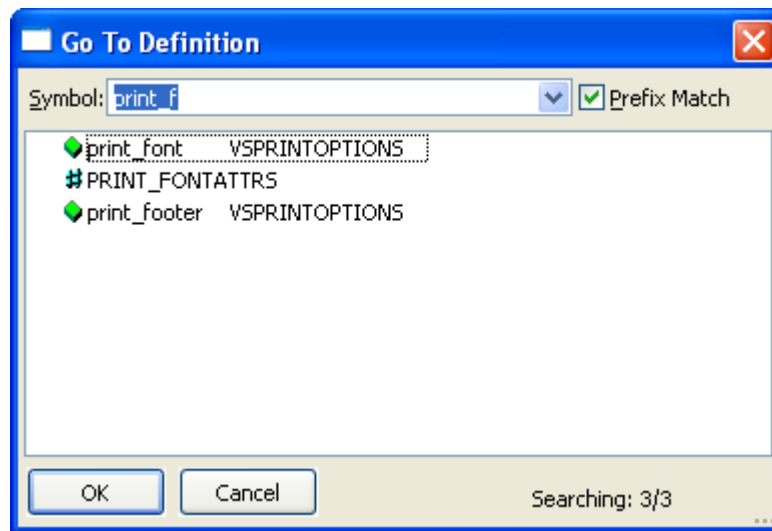 Go To Definition
Symbol: print_f Prefix Match
print_font VSPRINTOPTIONS
PRINT_FONTATTRS
print_footer VSPRINTOPTIONS
OK Cancel Searching: 3/3